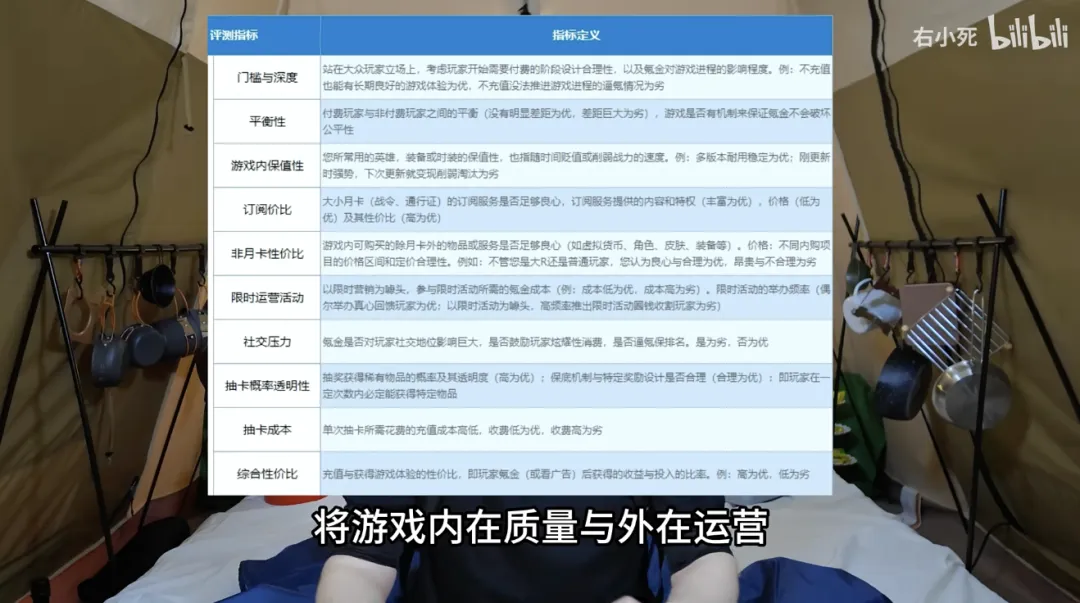 右小死 bilibili
评测指标 指标定义
门槛与深度
站在大众玩家立场上，考虑玩家开始需要付费的阶段设计合理性，以及氪金对游戏进程的影响程度。例：不充值
也能有长期良好的游戏体验为优，不充值没法推进游戏进程的逼氪情况为劣
平衡性
付费玩家与非付费玩家之间的平衡（没有明显差距为优，差距巨大为劣），游戏是否有机制来保证氪金不会破坏
公平性
游戏内保值性
您所常用的英雄，装备或时装的保值性，也指随时间贬值或削弱战力的速度。例：多版本耐用稳定为优；刚更新
时强势，下次更新就变现削弱淘汰为劣
订阅价比
大小月卡（战令、通行证）的订阅服务是否足够良心，订阅服务提供的内容和特权（丰富为优），价格（低为
优）及其性价比（高为优）
非月卡性价比
游戏内可购买的除月卡外的物品或服务是否足够良心（如虚拟货币、角色、皮肤、装备等）。价格：不同内购项
目的价格区间和定价合理性。例如：不管您是大R还是普通玩家，您认为良心与合理为优，昂贵与不合理为劣
限时运营活动
以限时营销为噱头，参与限时活动所需的氪金成本（例：成本低为优，成本高为劣）。限时活动的举办频率（偶
尔举办真心回馈玩家为优；以限时活动为噱头，高频率推出限时活动圈钱收割玩家为劣）
社交压力
氪金是否对玩家社交地位影响巨大，是否鼓励玩家炫耀性消费，是否逼氪保排名。是为劣，否为优
抽卡概率透明性
抽奖获得稀有物品的概率及其透明度（高为优）；保底机制与特定奖励设计是否合理（合理为优）：即玩家在一
定次数内必定能获得特定物品
抽卡成本
单次抽卡所需花费的充值成本高低，收费低为优，收费高为劣
综合性价比
充值与获得游戏体验的性价比，即玩家氪金（或看广告）后获得的收益与投入的比率。例：高为优，低为劣
将游戏内在质量与外在运营